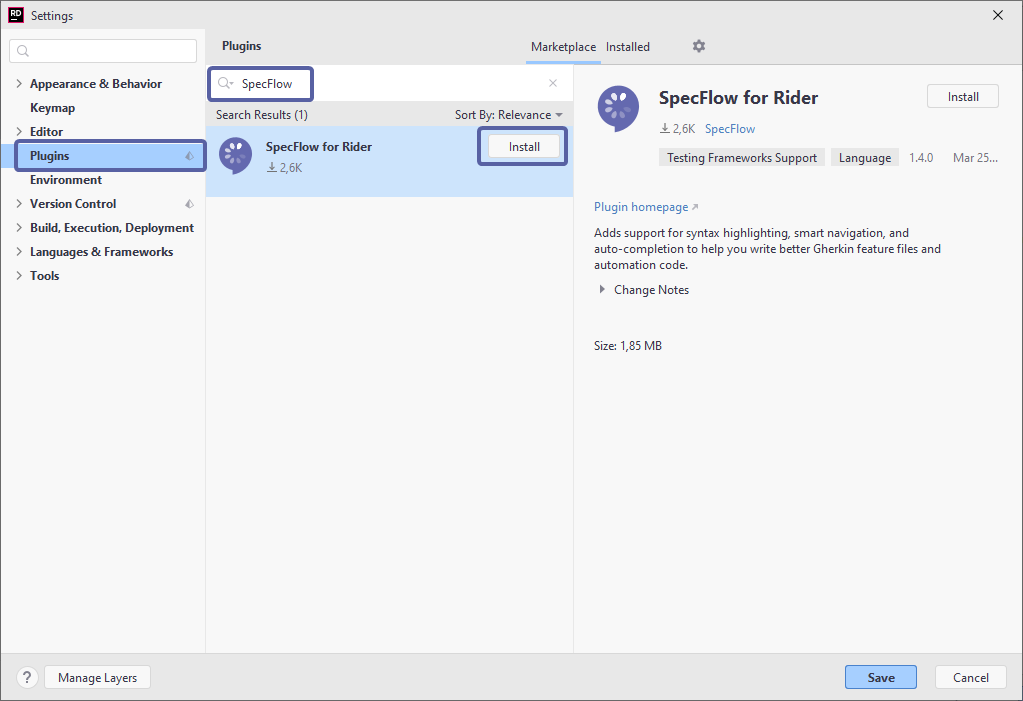 RD
Settings
Plugins
Marketplace
Installed
Appearance & Behavior
Keymap
Editor
Plugins
Environment
Version Control
Build, Execution, Deployment
Languages & Frameworks
Tools
SpecFlow
Search Results (1)
Sort By: Relevance
SpecFlow for Rider
2,6K
Install
SpecFlow for Rider
Install
2,6K SpecFlow
Testing Frameworks Support Language 1.4.0 Mar 25...
Plugin homepage
Adds support for syntax highlighting, smart navigation, and
auto-completion to help you write better Gherkin feature files and
automation code.
Change Notes
Size: 1,85 MB
?
Manage Layers
Save
Cancel